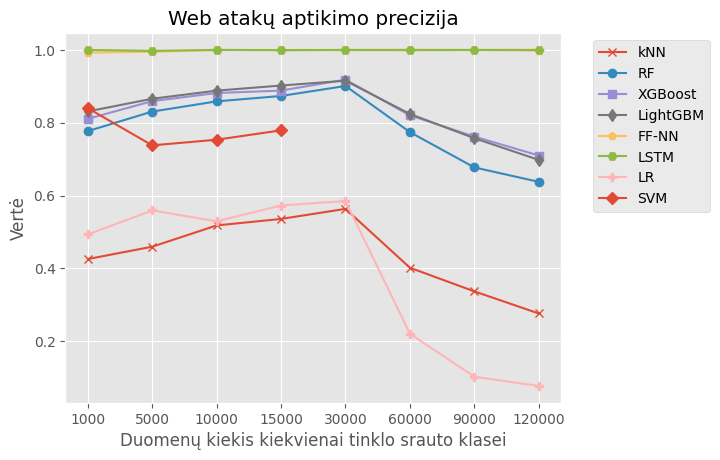 Web atakų aptikimo precizija
1.0
0.8
0.6
0.4
0.2
Vertė
1000 5000 10000 15000 30000 60000 90000 120000
Duomenų kiekis kiekvienai tinklo srauto klasei
kNN
RF
XGBoost
LightGBM
FF-NN
LSTM
LR
SVM